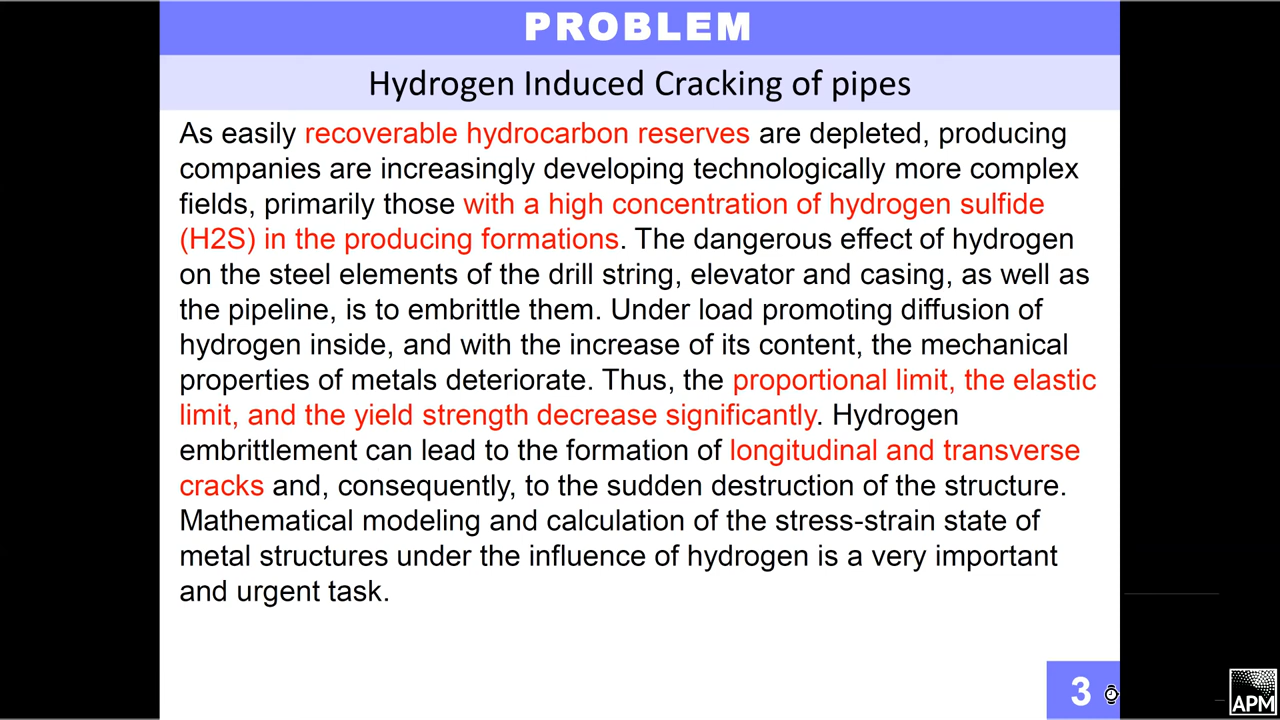 PROBLEM
Hydrogen Induced Cracking of pipes
As easily recoverable hydrocarbon reserves are depleted, producing
companies are increasingly developing technologically more complex
fields, primarily those with a high concentration of hydrogen sulfide
(H2S) in the producing formations. The dangerous effect of hydrogen
on the steel elements of the drill string, elevator and casing, as well as
the pipeline, is to embrittle them. Under load promoting diffusion of
hydrogen inside, and with the increase of its content, the mechanical
properties of metals deteriorate. Thus, the proportional limit, the elastic
limit, and the yield strength decrease significantly. Hydrogen
embrittlement can lead to the formation of longitudinal and transverse
cracks and, consequently, to the sudden destruction of the structure.
Mathematical modeling and calculation of the stress-strain state of
metal structures under the influence of hydrogen is a very important
and urgent task.
3
APM